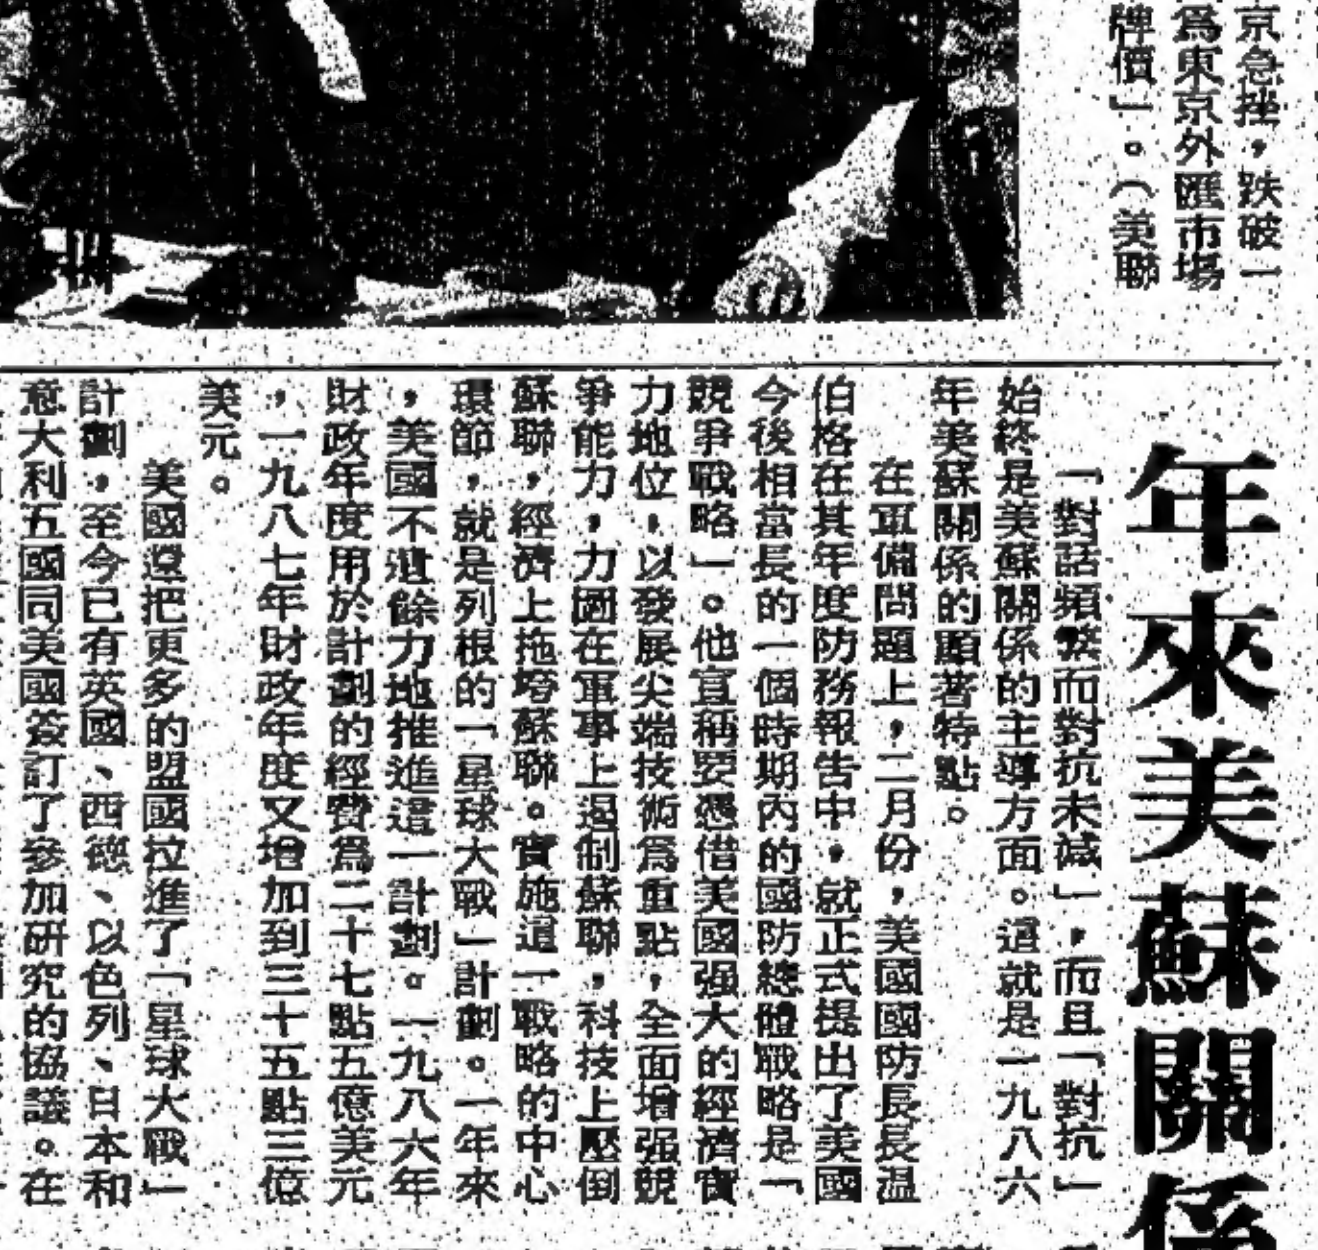 京急挫，跌破一
爲東京外匯市場
牌價」。（美聯
年來美蘇關係
「對話頻繁而對抗未減」，而且「對抗」
始終是美蘇關係的主導方面。這就是一九八六
年美蘇關係的顯著特點。
在軍備問題上，二月份，美國國防長長温
伯格在其年度防務報告中，就正式提出了美國
今後相當長的一個時期內的國防總體戰略是「
競爭戰略」。他宣稱要憑借美國强大的經濟實
力地位，以發展尖端技術爲重點，全面增强競
爭能力，力圖在軍事上遏制蘇聯，科技上壓倒
蘇聯，經濟上拖垮蘇聯。實施這一戰略的中心
環節，就是列根的「星球大戰」計劃。一年來
，美國不遺餘力地推進這一計劃。一九八六年
財政年度用於計劃的經費爲二十七點五億美元
，一九八七年財政年度又增加到三十五點三億
美元。
美國還把更多的盟國拉進了「星球大戰」
計劃，至今已有英國、西德、以色列、日本和
意大利五國同美國簽訂了參加研究的協議。在